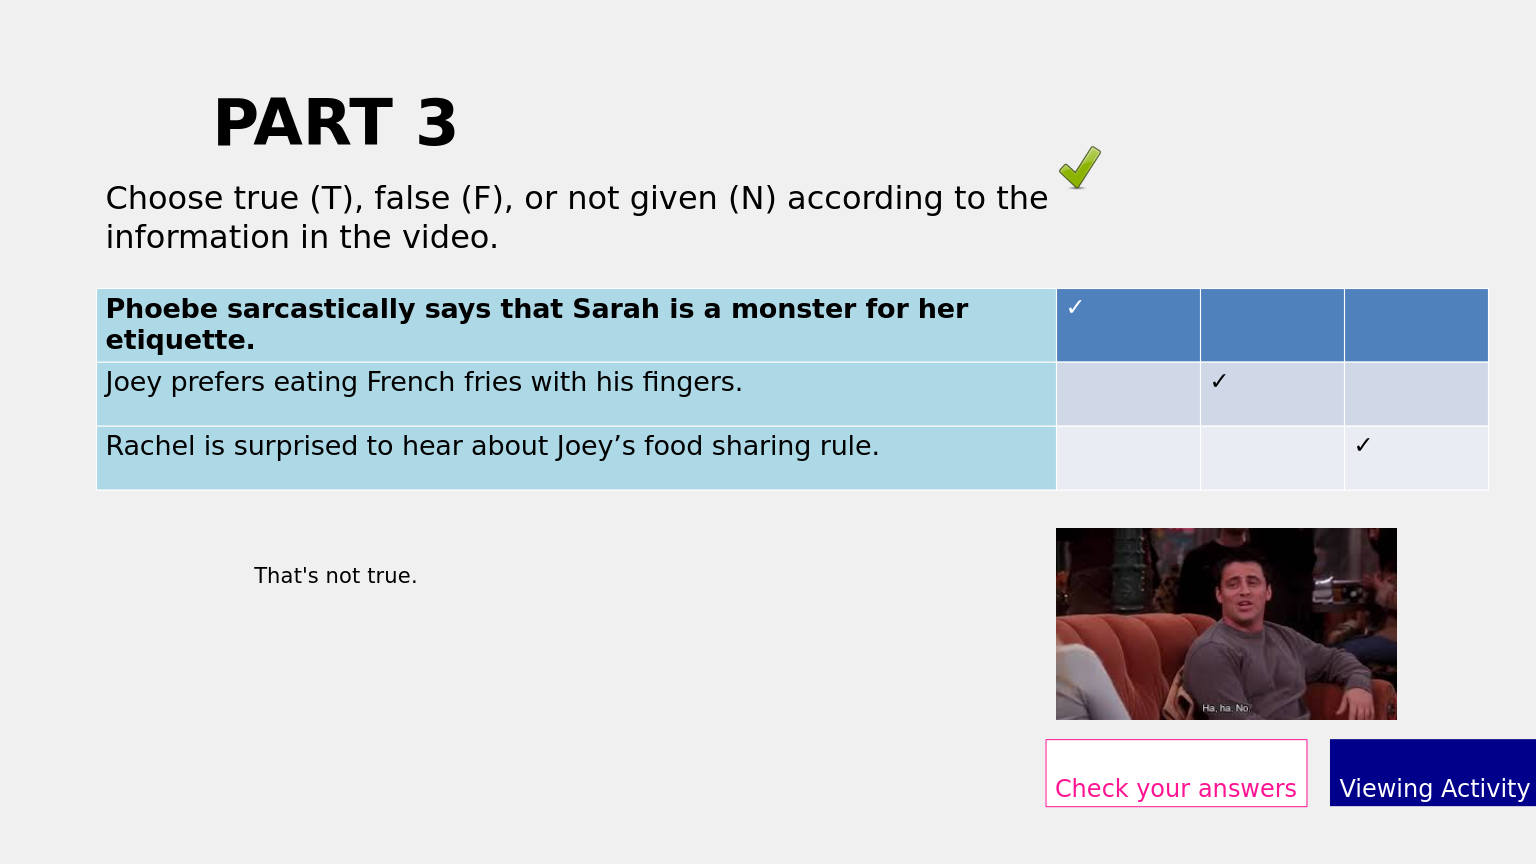 PART 3
Choose true (T), false (F), or not given (N) according to the
information in the video.
Phoebe sarcastically says that Sarah is a monster for her ✓
etiquette.
Joey prefers eating French fries with his fingers. ✓
Rachel is surprised to hear about Joey’s food sharing rule. ✓
That's not true.
Ha, ha. No.
Check your answers
Viewing Activity